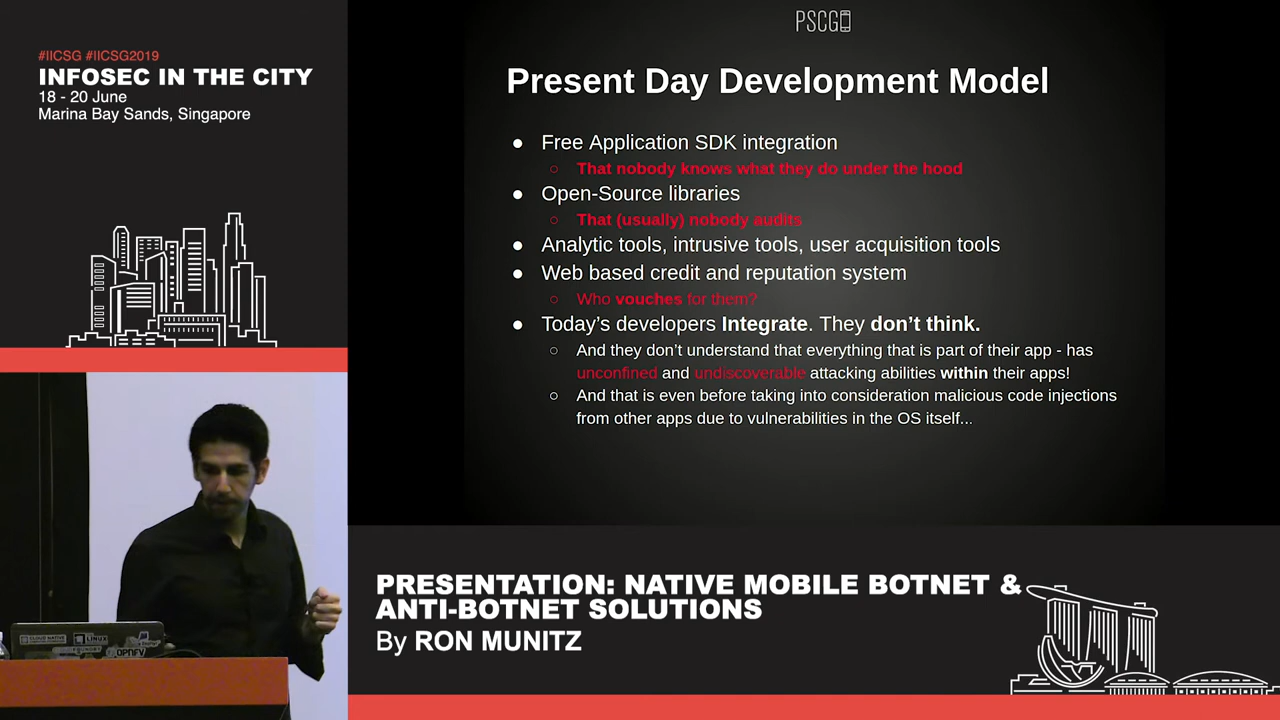 #IICSG #IICSG2019
INFOSEC IN THE CITY
18 - 20 June
Marina Bay Sands, Singapore
PSCG
Present Day Development Model
● Free Application SDK integration
○ That nobody knows what they do under the hood
● Open-Source libraries
○ That (usually) nobody audits
● Analytic tools, intrusive tools, user acquisition tools
● Web based credit and reputation system
○ Who vouches for them?
● Today’s developers Integrate. They don’t think.
○ And they don’t understand that everything that is part of their app - has
unconfined and undiscoverable attacking abilities within their apps!
○ And that is even before taking into consideration malicious code injections
from other apps due to vulnerabilities in the OS itself...
CLOUD NATIVE
LINUX
OPNFV
PRESENTATION: NATIVE MOBILE BOTNET &
ANTI-BOTNET SOLUTIONS
By RON MUNITZ